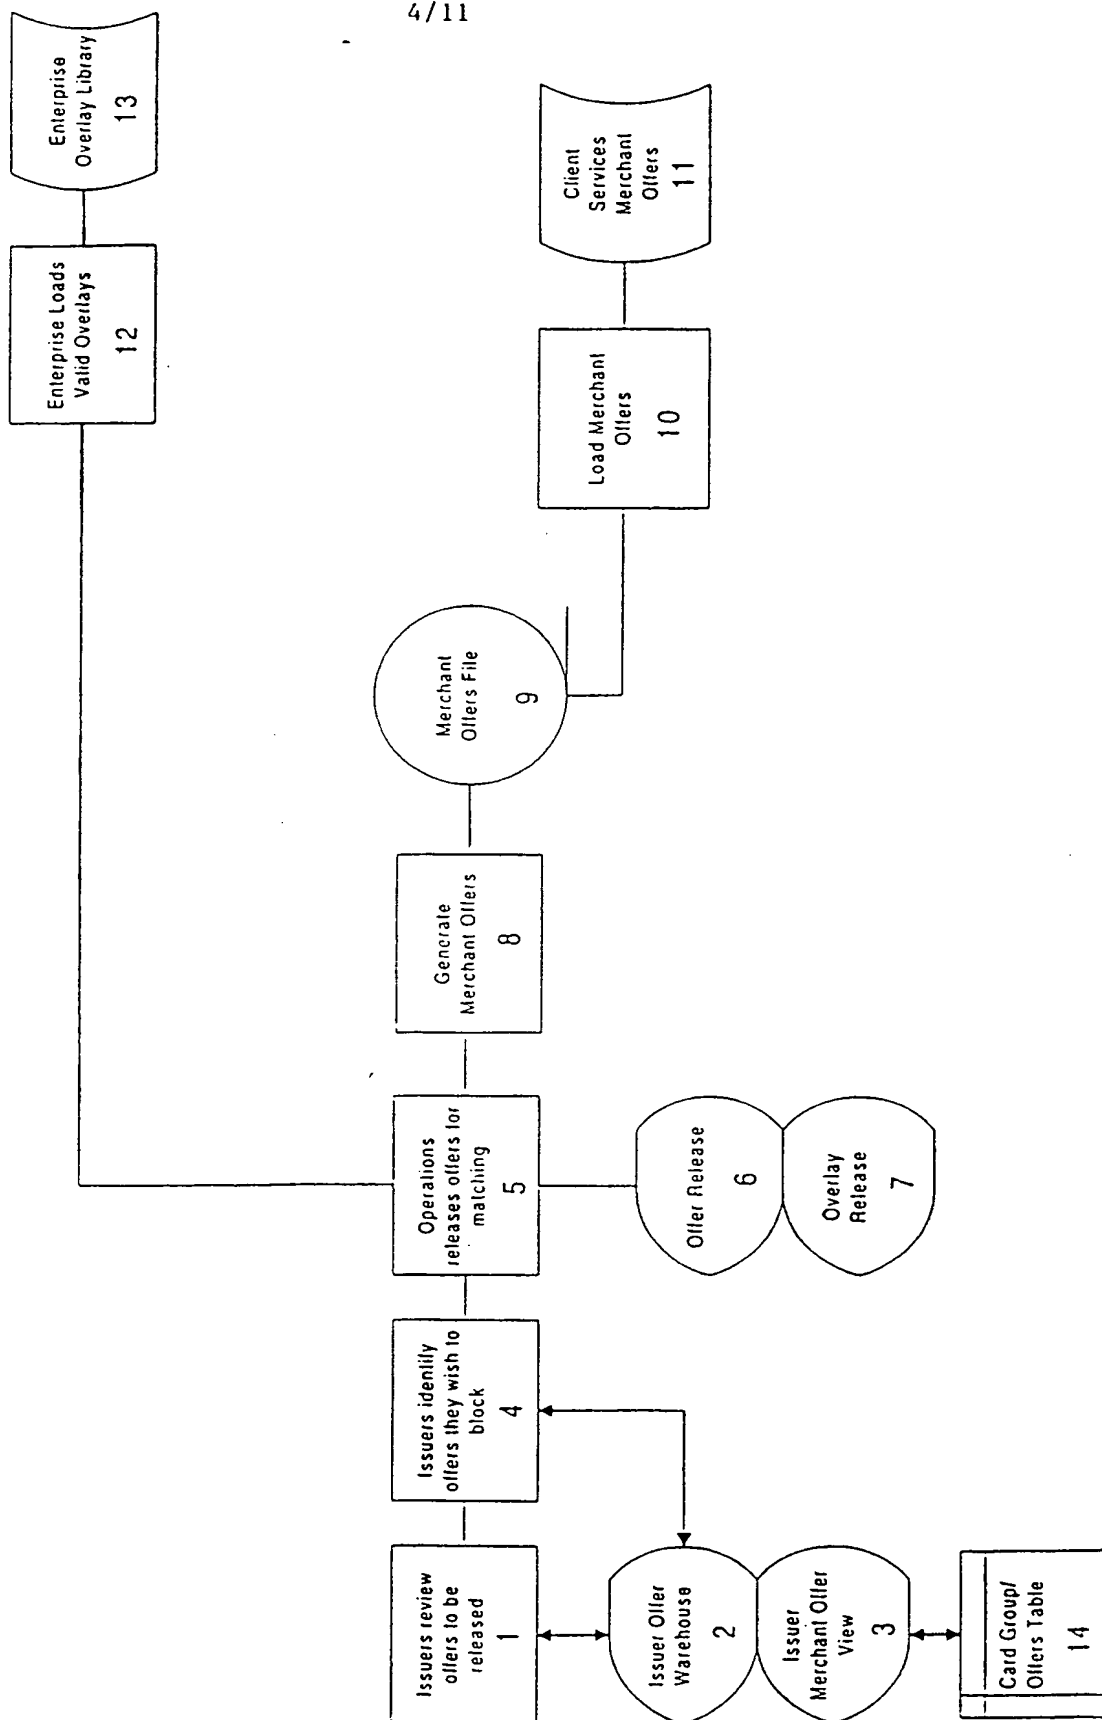 4/11
Issuers review
offers to be
released
1
Issuer Offer
Warehouse
2
Issuer
Merchant Offer
View
3
Issuers identify
offers they wish to
block
4
Operations
releases offers for
matching
5
Offer Release
6
Overlay
Release
7
Generate
Merchant Offers
8
Merchant
Offers File
9
Load Merchant
Offers
10
Client
Services
Merchant
Offers
11
Enterprise Loads
Valid Overlays
12
Enterprise
Overlay Library
13
Card Group/
Offers Table
14